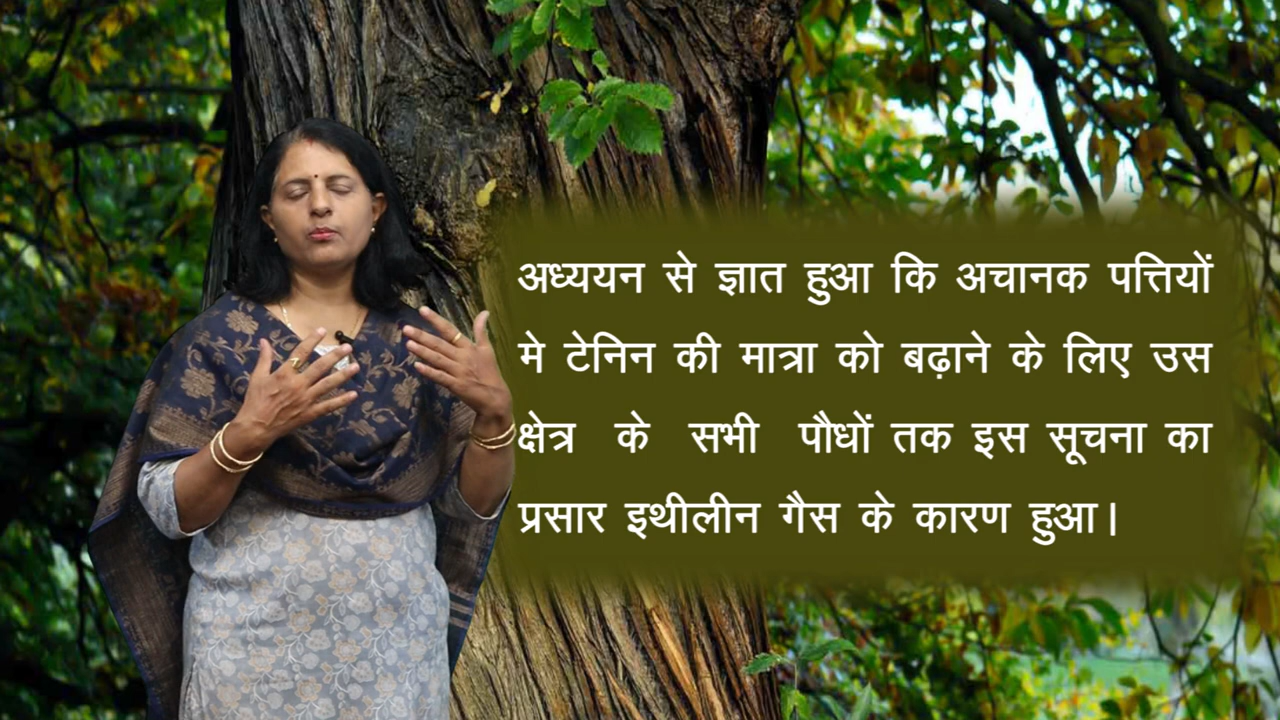 अध्ययन से ज्ञात हुआ कि अचानक पत्तियों
मे टेनिन की मात्रा को बढ़ाने के लिए उस
क्षेत्र के सभी पौधों तक इस सूचना का
प्रसार इथीलीन गैस के कारण हुआ।